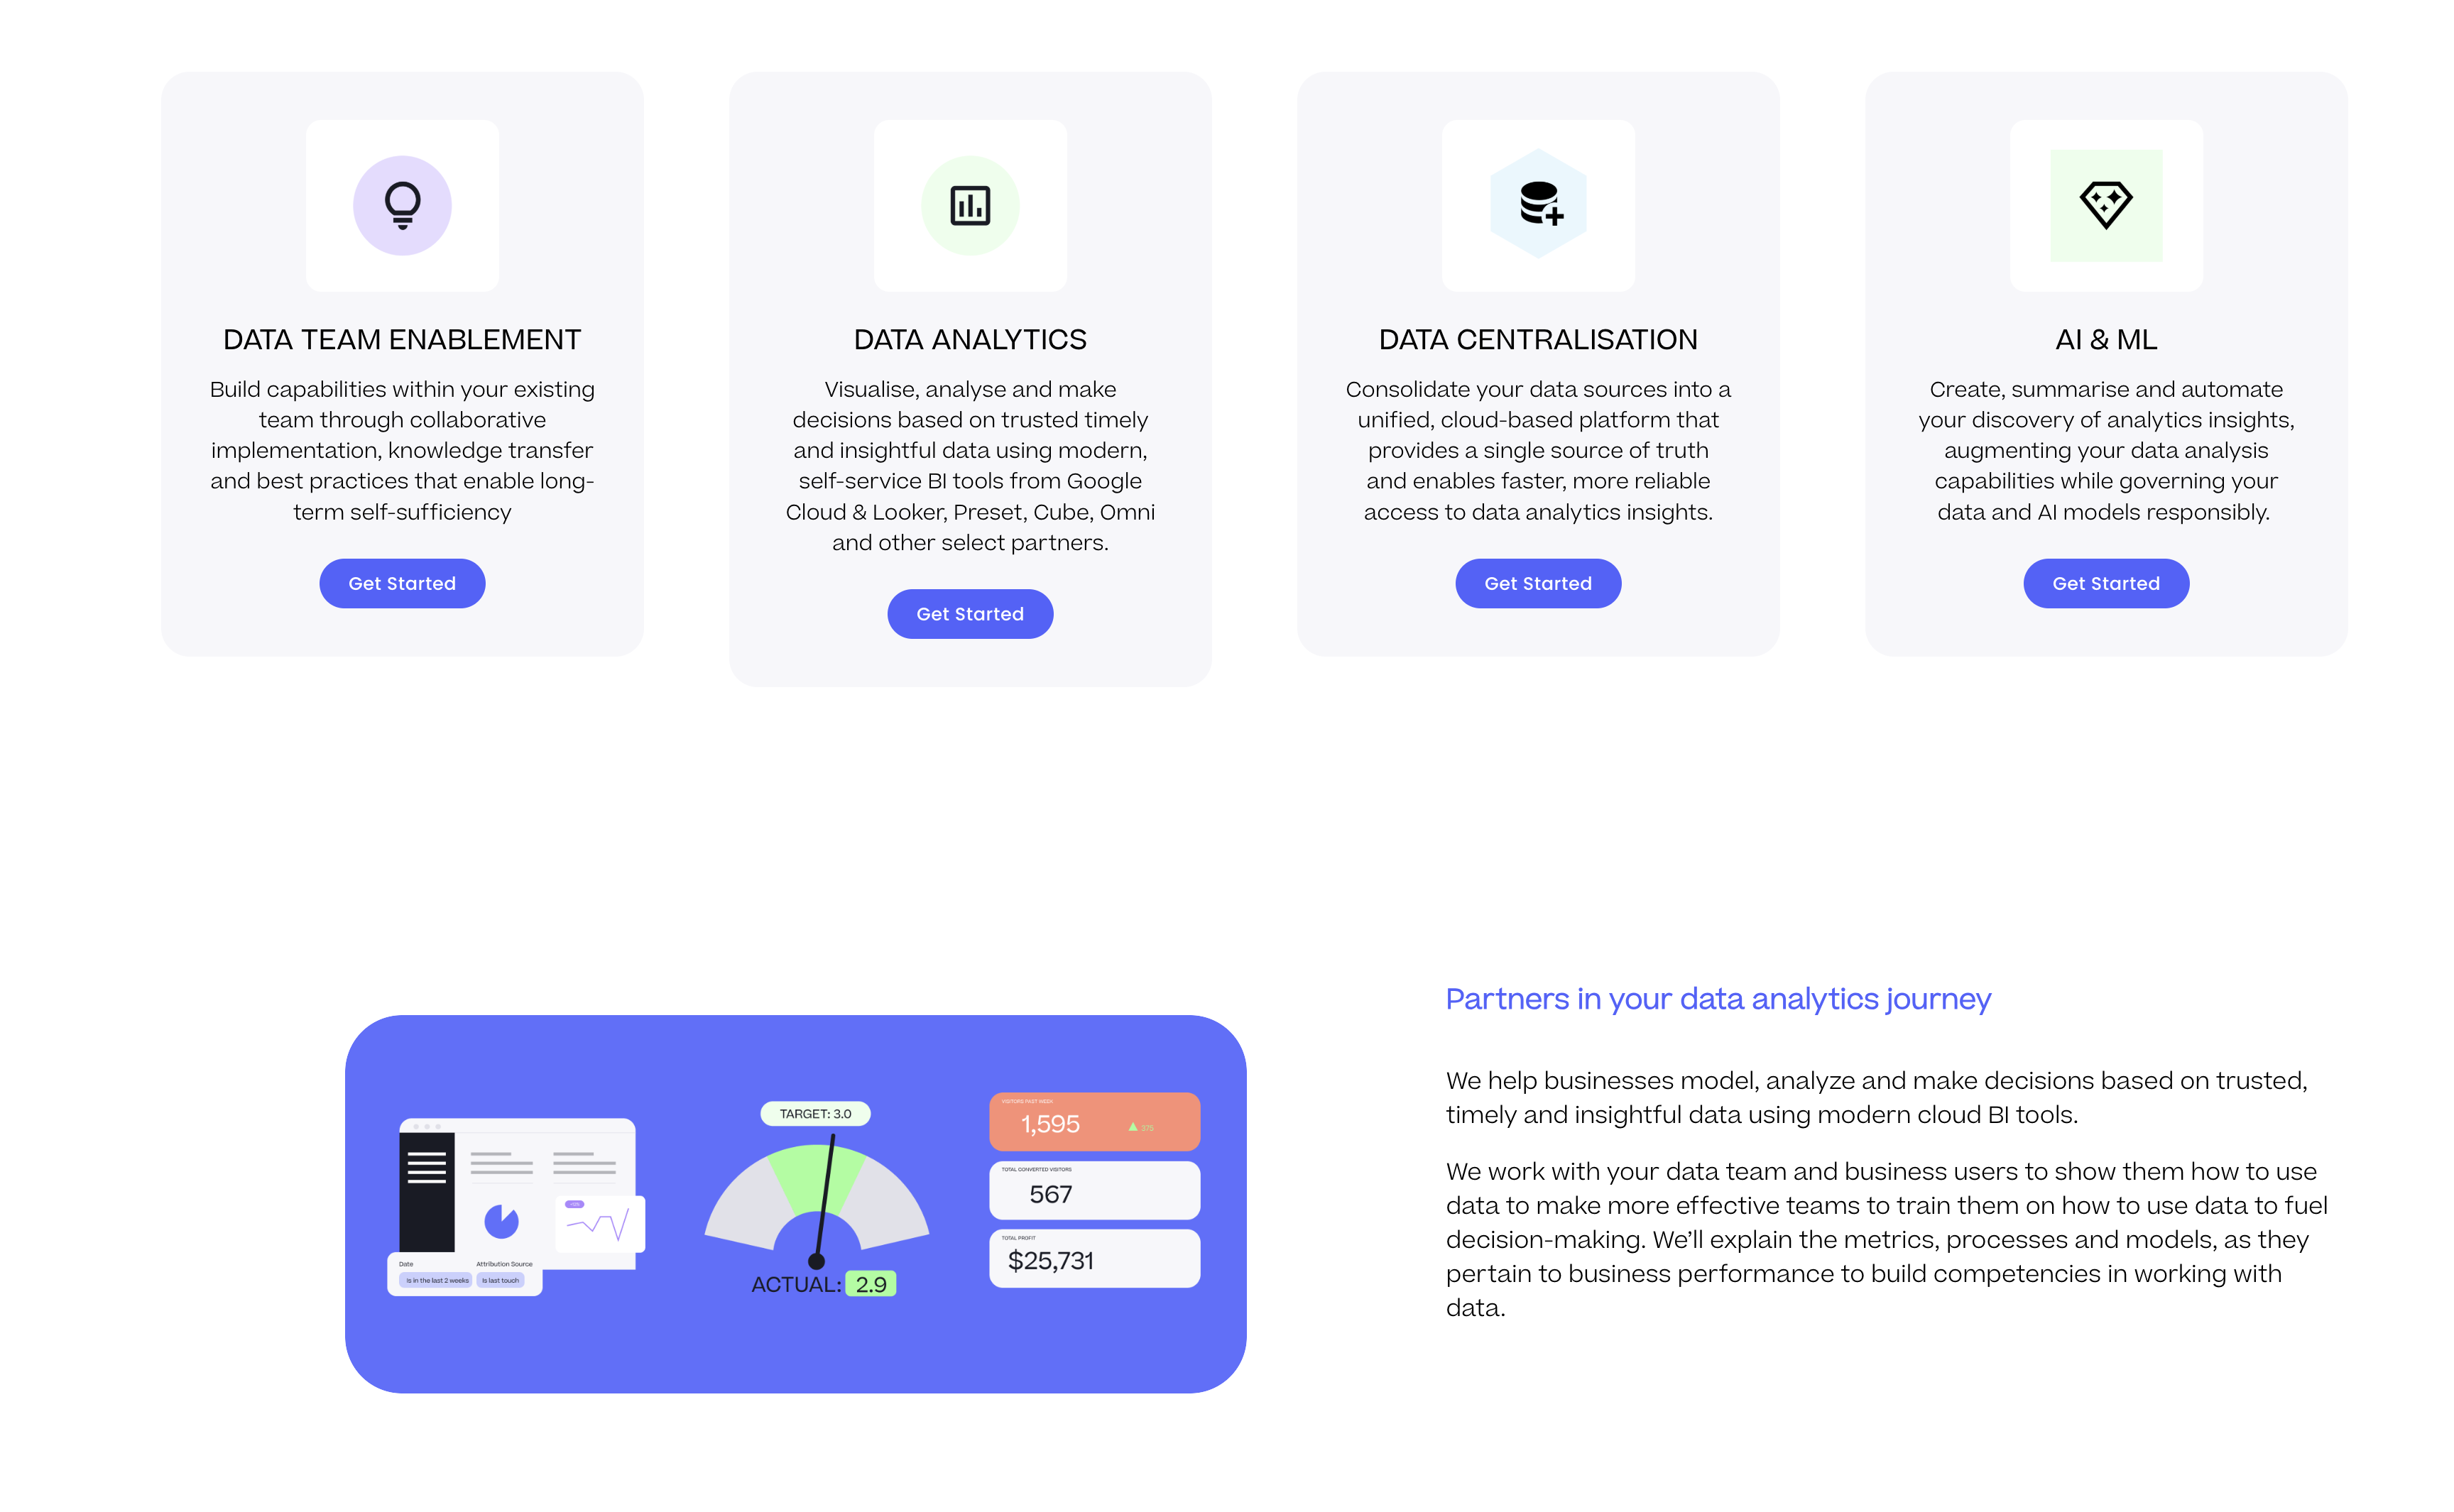 DATA TEAM ENABLEMENT
Build capabilities within your existing
team through collaborative
implementation, knowledge transfer
and best practices that enable long-
term self-sufficiency
Get Started
DATA ANALYTICS
Visualise, analyse and make
decisions based on trusted timely
and insightful data using modern,
self-service BI tools from Google
Cloud & Looker, Preset, Cube, Omni
and other select partners.
Get Started
DATA CENTRALISATION
Consolidate your data sources into a
unified, cloud-based platform that
provides a single source of truth
and enables faster, more reliable
access to data analytics insights.
Get Started
AI & ML
Create, summarise and automate
your discovery of analytics insights,
augmenting your data analysis
capabilities while governing your
data and AI models responsibly.
Get Started
Date
Attribution Source
Is in the last 2 weeks
Is last touch
TARGET: 3.0
ACTUAL: 2.9
VISITORS PAST WEEK
1,595
375
TOTAL CONVERTED VISITORS
567
TOTAL PROFIT
$25,731
Partners in your data analytics journey
We help businesses model, analyze and make decisions based on trusted,
timely and insightful data using modern cloud BI tools.
We work with your data team and business users to show them how to use
data to make more effective teams to train them on how to use data to fuel
decision-making. We’ll explain the metrics, processes and models, as they
pertain to business performance to build competencies in working with
data.